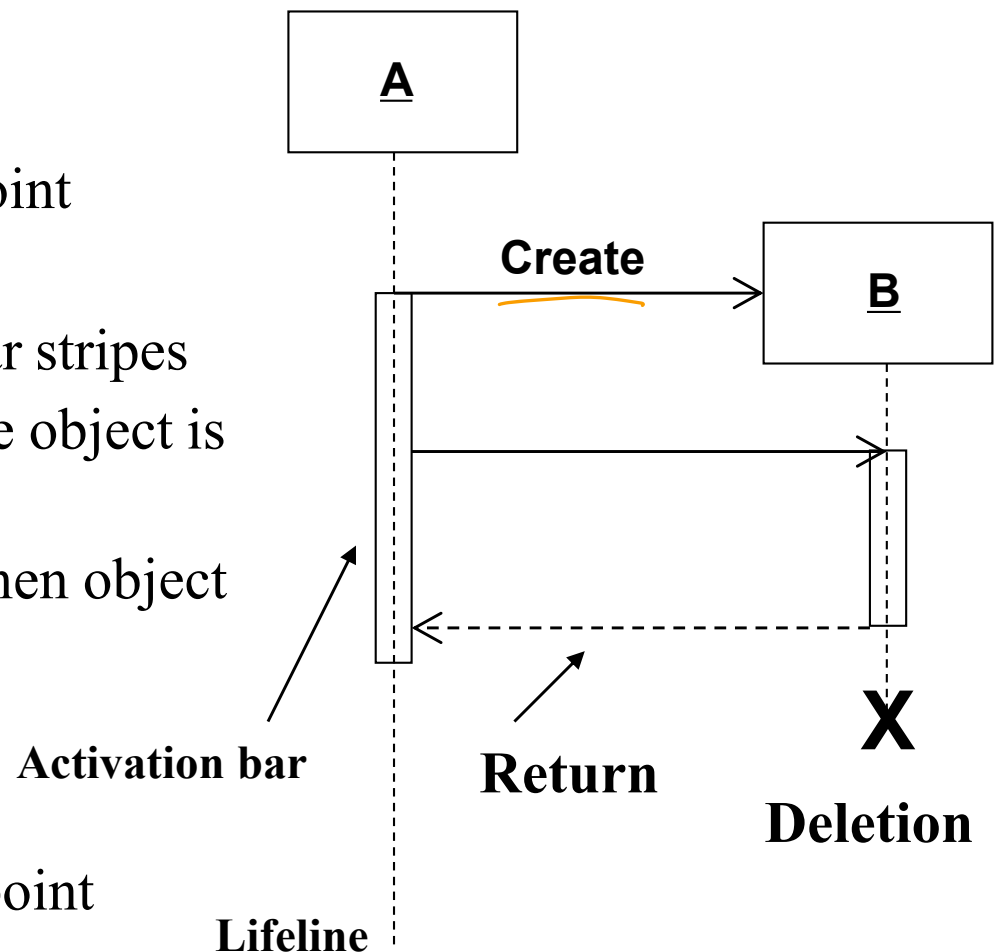 A
oint
Create
B
r stripes
e object is
hen object
Activation bar
Return
X
Deletion
oint
Lifeline